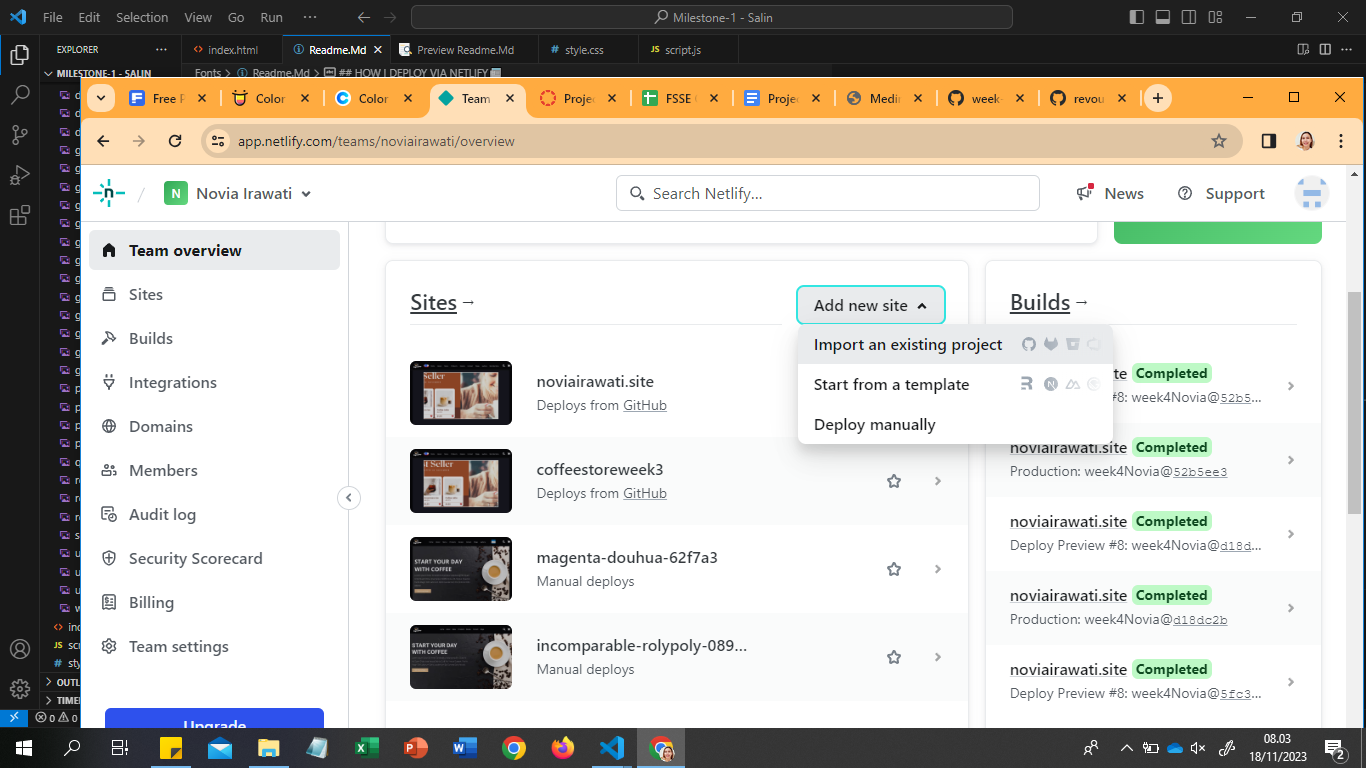 File Edit Selection View Go Run ··· Milestone-1 - Salin
EXPLORER ···
index.html Readme.Md Preview Readme.Md style.css script.js
MILESTONE-1 - SALIN
Fonts > Readme.Md > ## HOW I DEPLOY VIA NETLIFY
Free Color Color Team Projec FSSE Projec Medi week- revou
app.netlify.com/teams/noviairawati/overview
N Novia Irawati
Search Netlify...
News
Support
Team overview
Sites
Builds
Integrations
Domains
Members
Audit log
Security Scorecard
Billing
Team settings
Upgrade
Sites →
Add new site
Import an existing project
Start from a template
Deploy manually
noviairawati.site
Deploys from GitHub
coffeestoreweek3
Deploys from GitHub
magenta-douhua-62f7a3
Manual deploys
incomparable-rolypoly-089...
Manual deploys
Builds →
Completed
week4Novia@52b5...
noviairawati.site Completed
Production: week4Novia@52b5ee3
noviairawati.site Completed
Deploy Preview #8: week4Novia@d18d...
noviairawati.site Completed
Production: week4Novia@d18dc2b
noviairawati.site Completed
Deploy Preview #8: week4Novia@5fc3...
ind
scr
sty
OUTL
TIME
0 0
08.03
18/11/2023
2